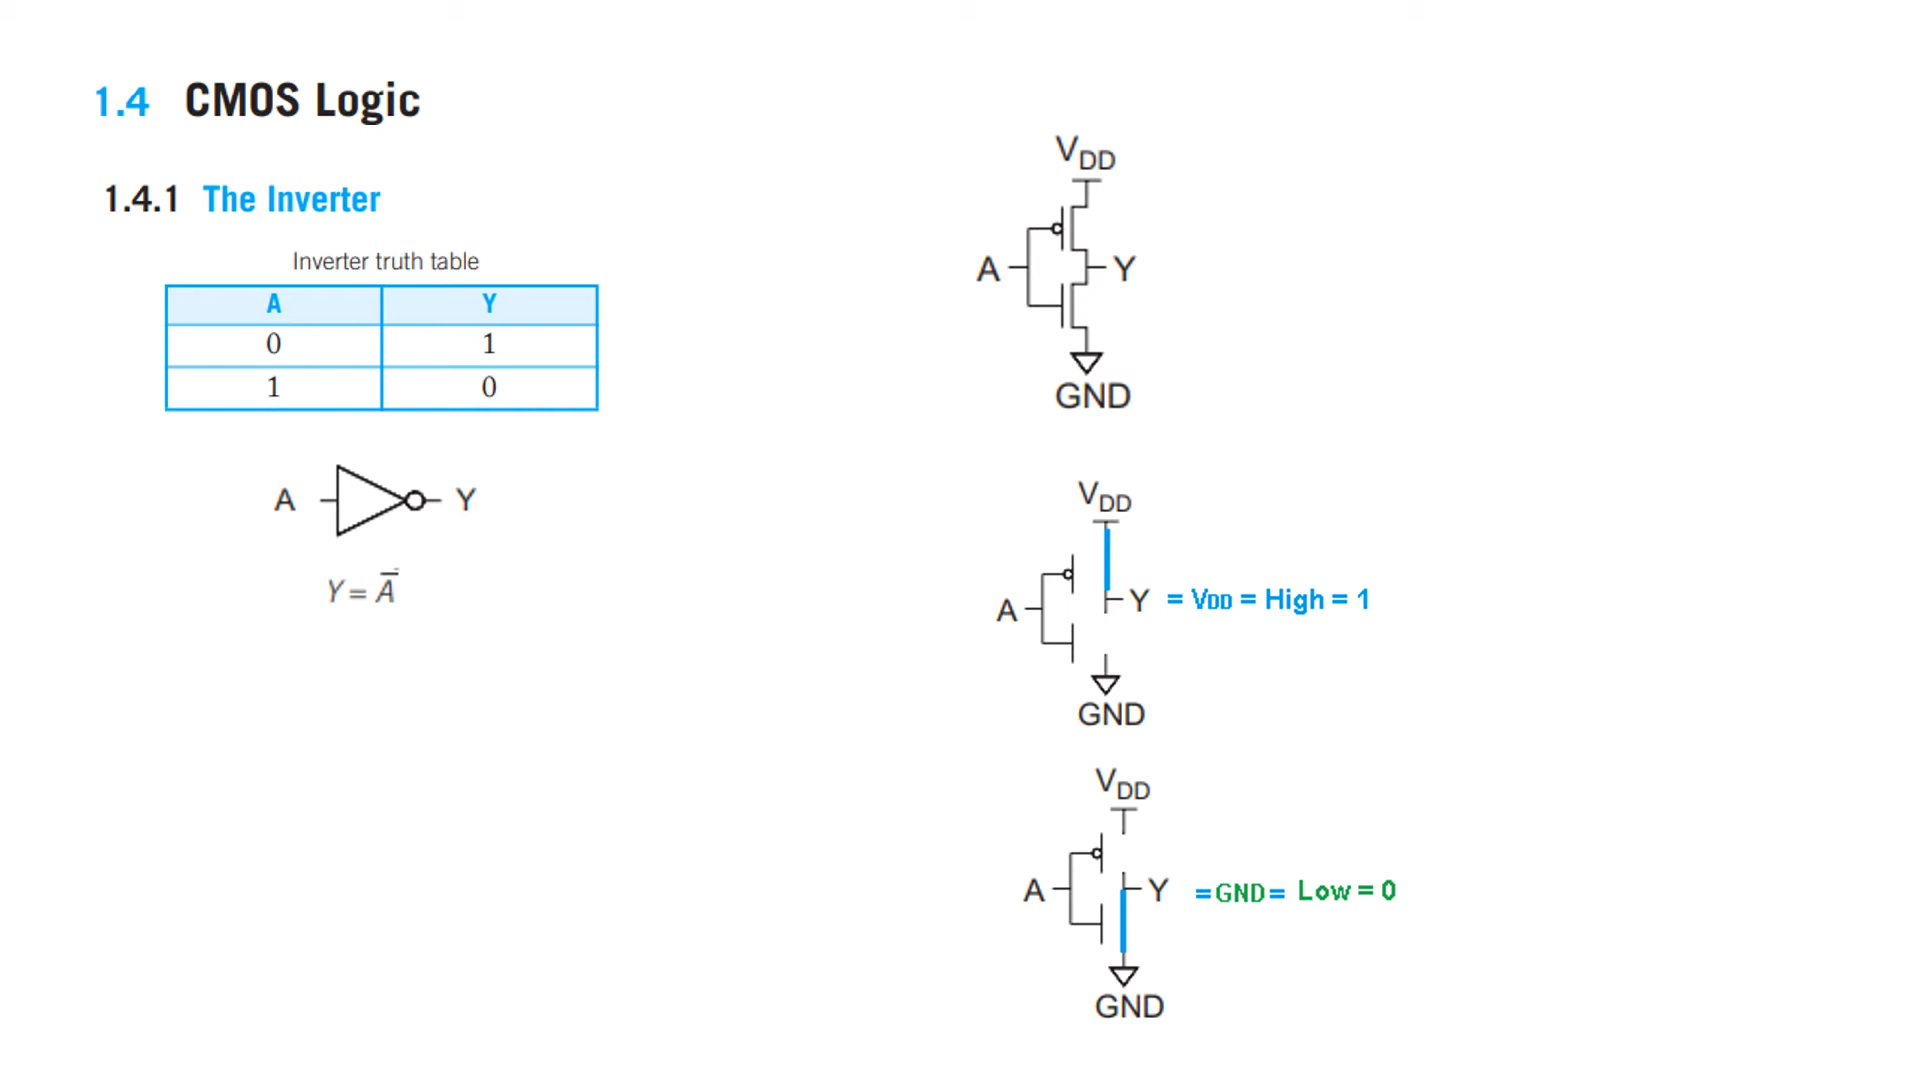 1.4 CMOS Logic
1.4.1 The Inverter
Inverter truth table
A Y
0 1
1 0
A Y
Y = A̅
VDD
A Y
GND
VDD
A Y = VDD = High = 1
GND
VDD
A Y =GND= Low = 0
GND